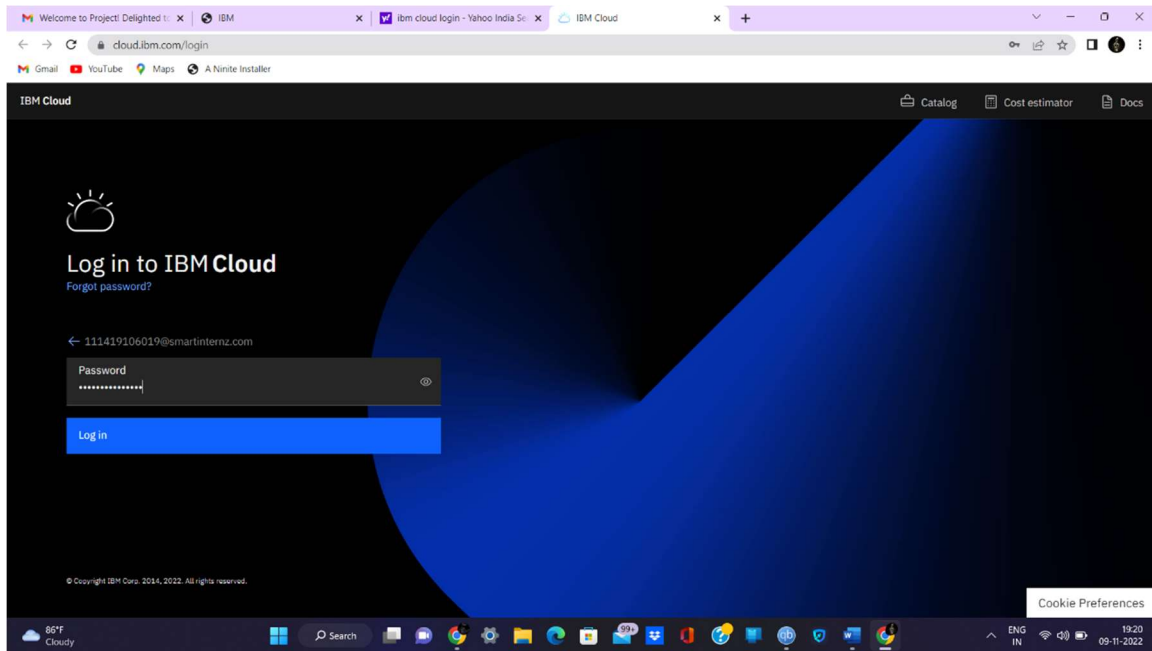 Welcome to Project! Delighted to
IBM
ibm cloud login - Yahoo India Se
IBM Cloud
cloud.ibm.com/login
Gmail
YouTube
Maps
A Ninite Installer
IBM Cloud
Catalog
Cost estimator
Docs
Log in to IBM Cloud
Forgot password?
111419106019@smartinternz.com
Password
Log in
© Copyright IBM Corp. 2014, 2022. All rights reserved.
Cookie Preferences
86°F
Cloudy
Search
99+
qb
ENG
IN
19:20
09-11-2022